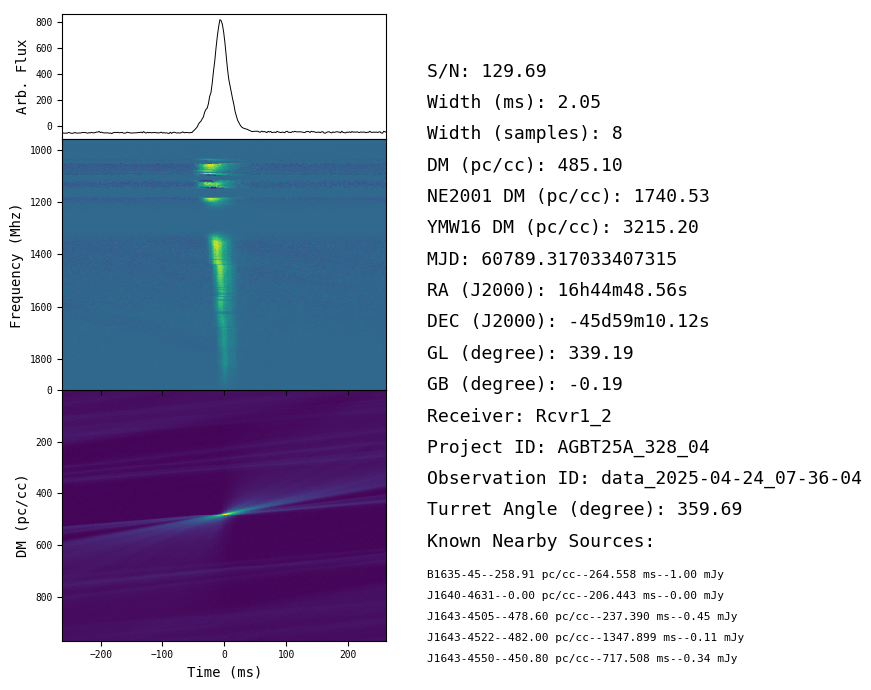 800
600
400
200
0
Arb. Flux
1000
1200
1400
1600
1800
Frequency (Mhz)
0
200
400
600
800
DM (pc/cc)
−200
−100
0
100
200
Time (ms)
S/N: 129.69
Width (ms): 2.05
Width (samples): 8
DM (pc/cc): 485.10
NE2001 DM (pc/cc): 1740.53
YMW16 DM (pc/cc): 3215.20
MJD: 60789.317033407315
RA (J2000): 16h44m48.56s
DEC (J2000): -45d59m10.12s
GL (degree): 339.19
GB (degree): -0.19
Receiver: Rcvr1_2
Project ID: AGBT25A_328_04
Observation ID: data_2025-04-24_07-36-04
Turret Angle (degree): 359.69
Known Nearby Sources:
B1635-45--258.91 pc/cc--264.558 ms--1.00 mJy
J1640-4631--0.00 pc/cc--206.443 ms--0.00 mJy
J1643-4505--478.60 pc/cc--237.390 ms--0.45 mJy
J1643-4522--482.00 pc/cc--1347.899 ms--0.11 mJy
J1643-4550--450.80 pc/cc--717.508 ms--0.34 mJy